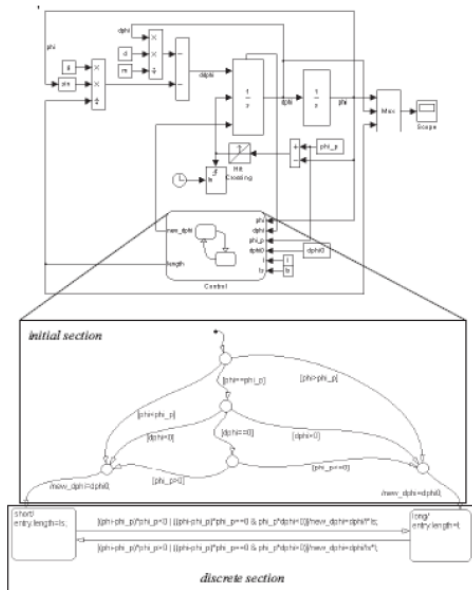 phi
dphi
g
sin
×
×
÷
d
m
×
×
÷
−
−
ddphi
1
s
dphi
1
s
phi
Mux
Scope
phi_p
Hit
Crossing
+
−
new_dphi
length
phi
dphi
phi_p
dphi0
l
ls
dphi0
l
ls
Control
initial section
[phi==phi_p]
[phi>phi_p]
[phi<phi_p]
[dphi<0]
[dphi==0]
[dphi>0]
[phi_p>0]
[phi_p<=0]
/new_dphi=dphi0;
/new_dphi=dphi0;
short/
entry:length=ls;
long/
entry:length=l;
discrete section